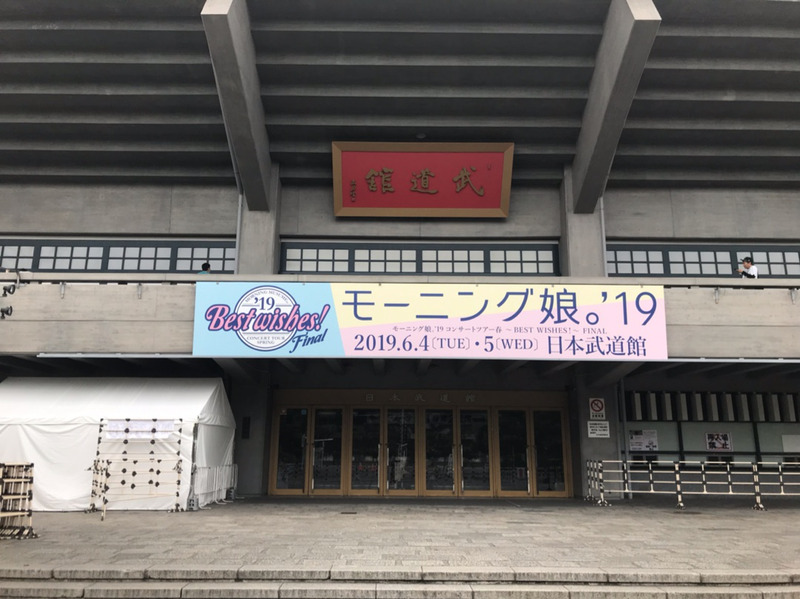 武道館
MORNING MUSUME
'19
Best wishes!
CONCERT TOUR
SPRING
Final
モーニング娘。'19
モーニング娘。'19 コンサートツアー春 ～BEST WISHES!～ FINAL
2019.6.4〔TUE〕・5〔WED〕日本武道館
日本武道館